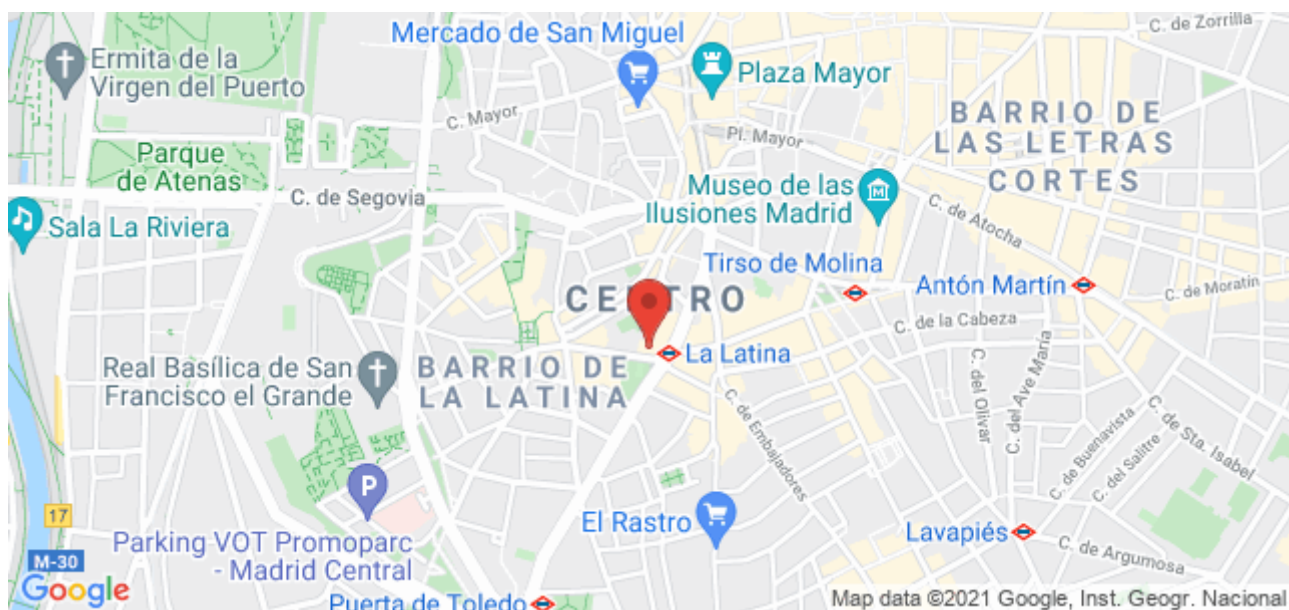 C. de Zorrilla
Mercado de San Miguel
Ermita de la
Virgen del Puerto
Plaza Mayor
C. Mayor
BARRIO DE
LAS LETRAS
CORTES
Pl. Mayor
Parque
de Atenas
Museo de las
Ilusiones Madrid
C. de Segovia
Sala La Riviera
C. de Atocha
Tirso de Molina
Antón Martín
C. de Moratín
C. de la Cabeza
La Latina
Real Basílica de San
Francisco el Grande
BARRIO DE
LA LATINA
C. del Olivar
C. del Ave María
C. de Embajadores
C. de Buenavista
C. del Salitre
C. de Sta. Isabel
P
17
El Rastro
Lavapiés
Parking VOT Promoparc
- Madrid Central
C. de Argumosa
M-30
Google
Puerta de Toledo
Map data ©2021 Google, Inst. Geogr. Nacional